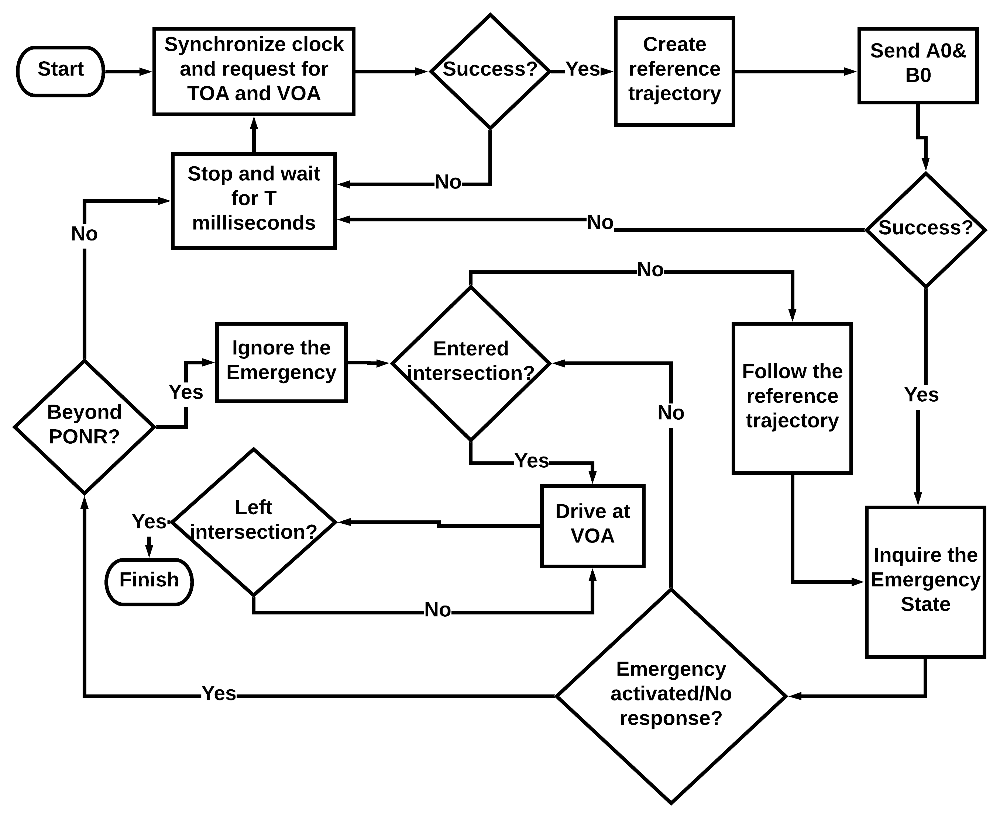 Start
Synchronize clock
and request for
TOA and VOA
Success?
Yes
Create
reference
trajectory
Send A0&
B0
Stop and wait
for T
milliseconds
No
No
Success?
No
No
Ignore the
Emergency
Entered
intersection?
Follow the
reference
trajectory
Yes
Yes
Beyond
PONR?
No
Yes
Left
intersection?
Drive at
VOA
Yes
Finish
No
Inquire the
Emergency
State
Emergency
activated/No
response?
Yes